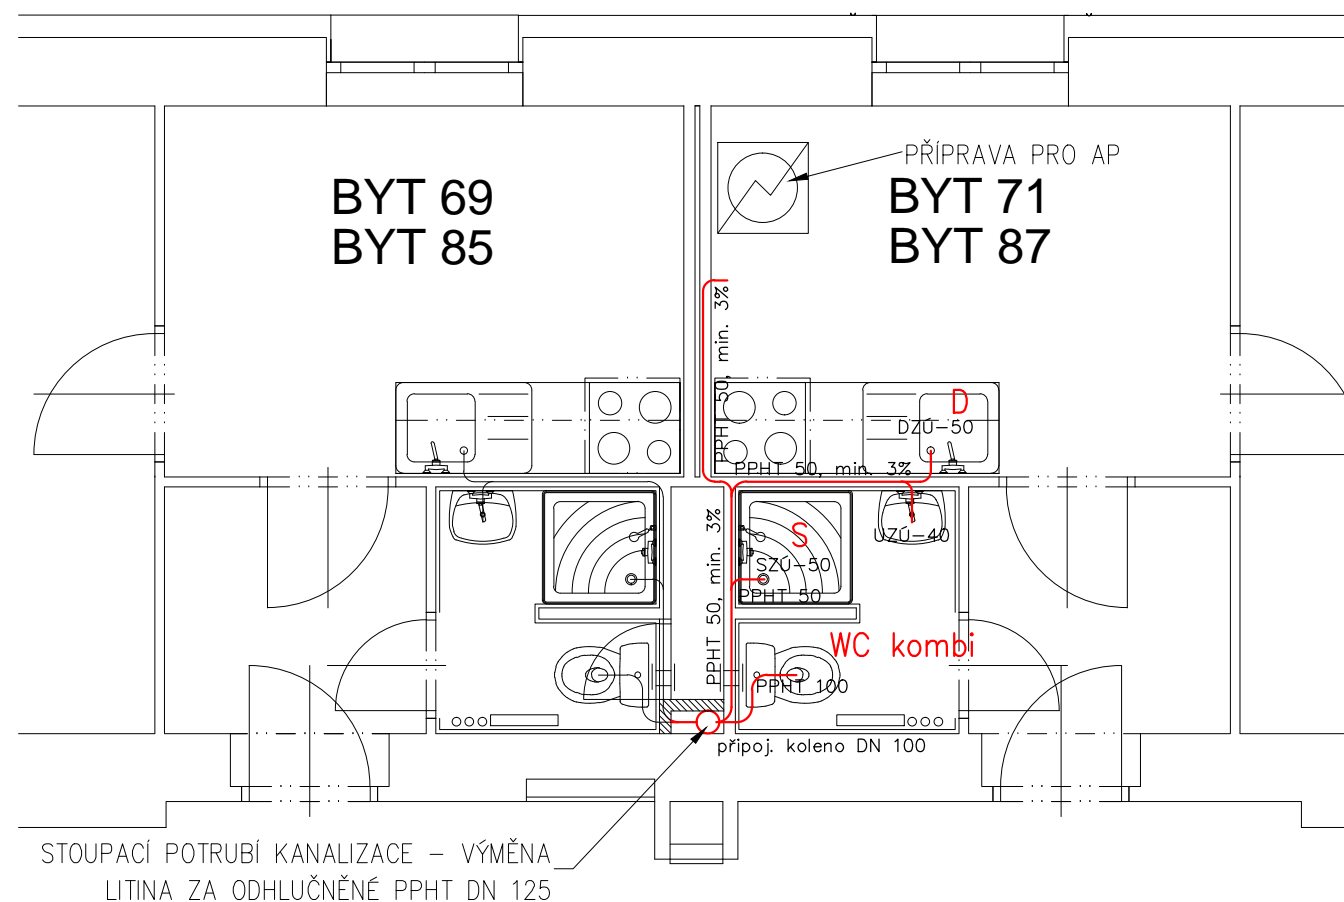 PŘÍPRAVA PRO AP
BYT 69
BYT 85
BYT 71
BYT 87
PPHT 50, min. 3%
D
DZÚ-50
PPHT 50, min. 3%
PPHT 50, min. 3%
S
UZÚ-40
SZÚ-50
PPHT 50
WC kombi
PPHT 100
připoj. koleno DN 100
STOUPACÍ POTRUBÍ KANALIZACE – VÝMĚNA
LITINA ZA ODHLUČNĚNÉ PPHT DN 125